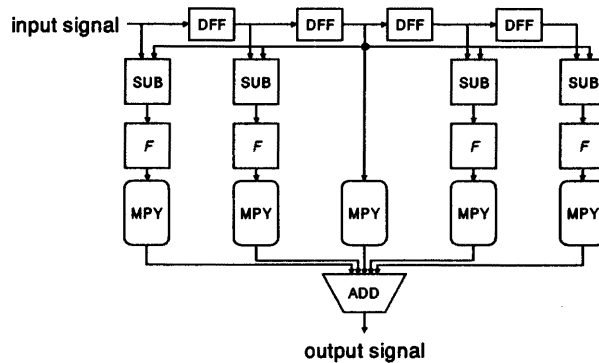 input signal DFF DFF DFF DFF
SUB SUB SUB SUB
F F F F
MPY MPY MPY MPY MPY
ADD
output signal